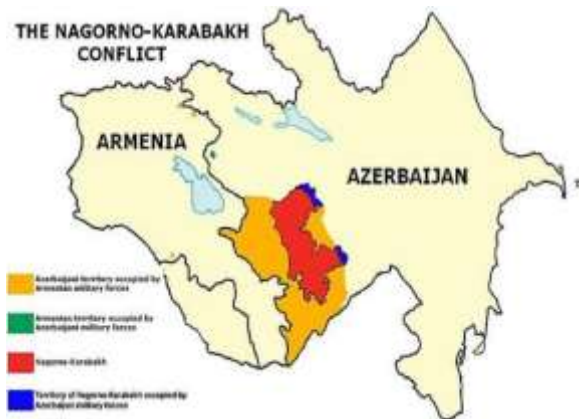 THE NAGORNO-KARABAKH
CONFLICT
ARMENIA
AZERBAIJAN
Azerbaijani territory occupied by
Armenian military forces
Armenian territory occupied by
Azerbaijani military forces
Nagorno-Karabakh
Territory of Nagorno-Karabakh occupied by
Azerbaijani military forces